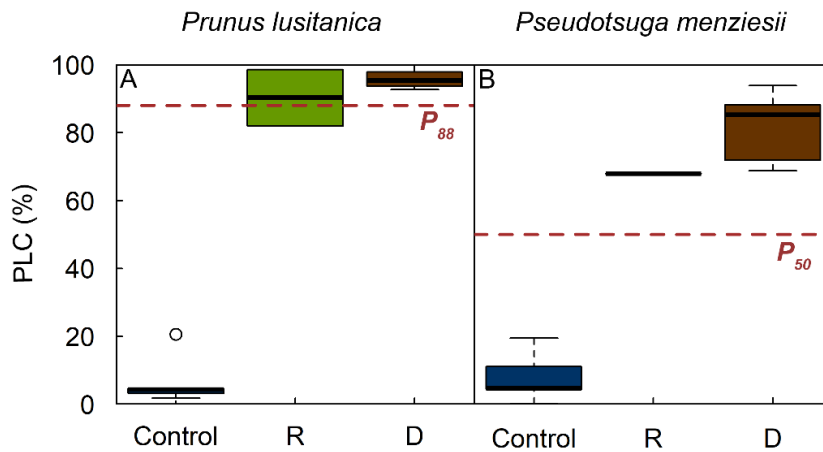 Prunus lusitanica
Pseudotsuga menziesii
A
B
PLC (%)
100
80
60
40
20
0
P88
P50
Control R D
Control R D